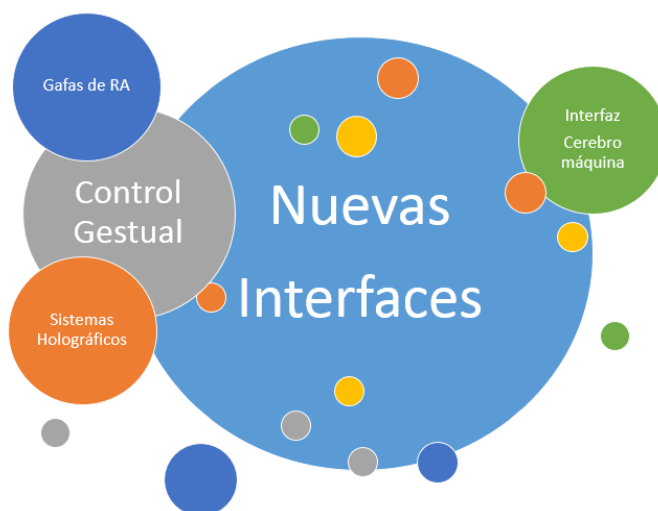 Gafas de RA
Control
Gestual
Sistemas
Holográficos
Nuevas
Interfaces
Interfaz
Cerebro
máquina